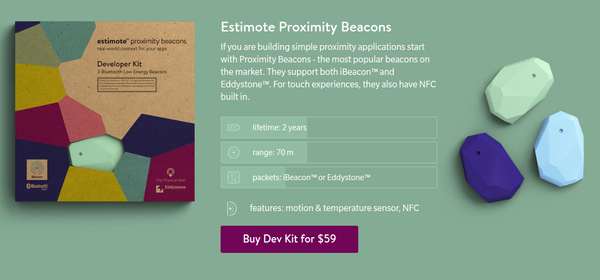 Estimote Proximity Beacons
If you are building simple proximity applications start
with Proximity Beacons - the most popular beacons on
the market. They support both iBeacon™ and
Eddystone™. For touch experiences, they also have NFC
built in.
lifetime: 2 years
range: 70 m
packets: iBeacon™ or Eddystone™
features: motion & temperature sensor, NFC
Buy Dev Kit for $59
estimote™ proximity beacons
real world context for your apps
Developer Kit
3 Bluetooth Low Energy Beacons
iBeacon
Bluetooth
The Physical Web
Eddystone